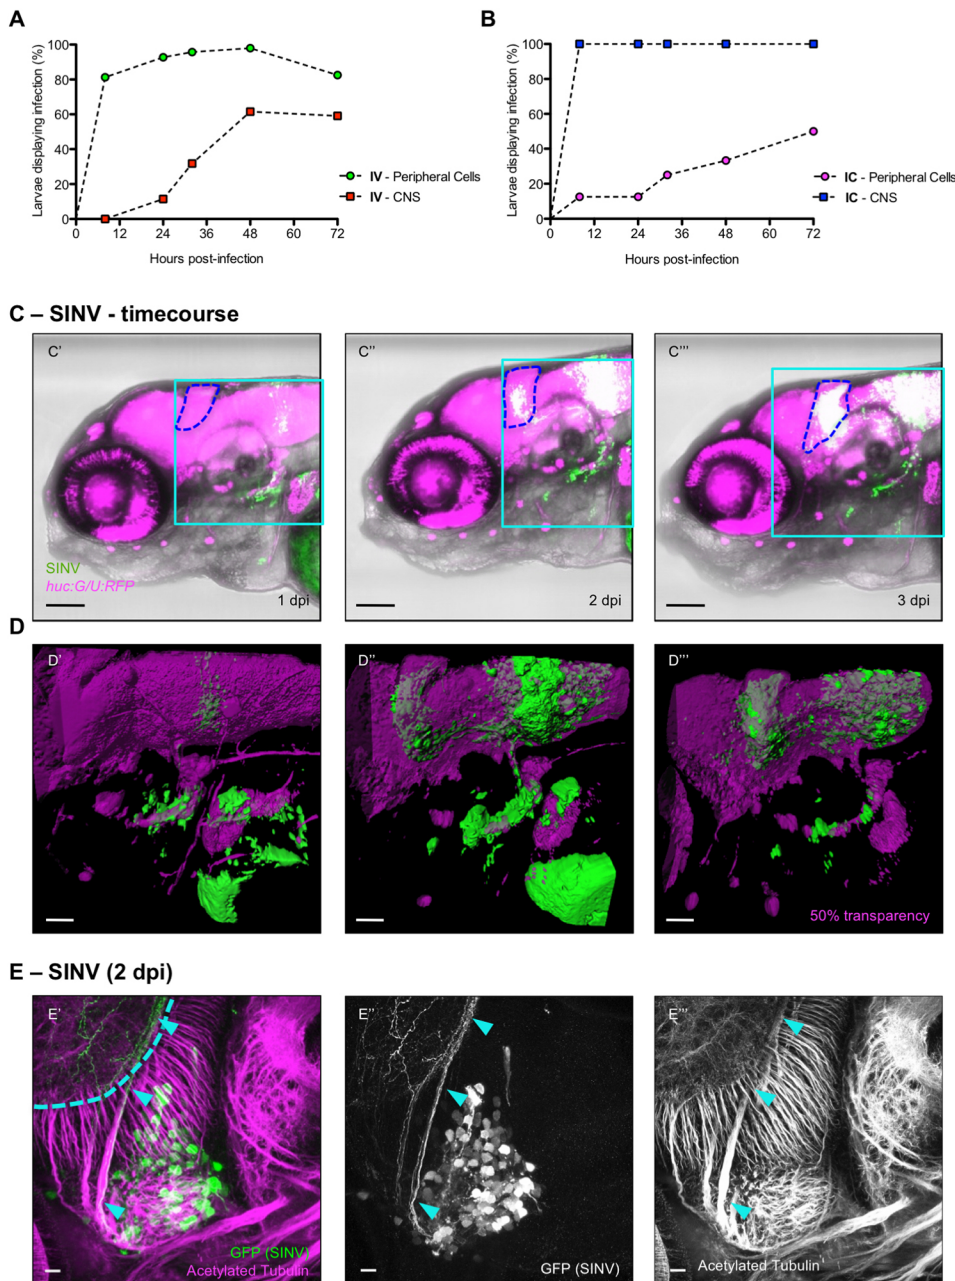 A
B
Larvae displaying infection (%)
100
80
60
40
20
0
0 12 24 36 48 60 72
Hours post-infection
IV - Peripheral Cells
IV - CNS
Larvae displaying infection (%)
100
80
60
40
20
0
0 12 24 36 48 60 72
Hours post-infection
IC - Peripheral Cells
IC - CNS
C – SINV - timecourse
C'
SINV
huc:G/U:RFP
1 dpi
C''
2 dpi
C'''
3 dpi
D
D'
D''
D'''
50% transparency
E – SINV (2 dpi)
E'
GFP (SINV)
Acetylated Tubulin
E''
GFP (SINV)
E'''
Acetylated Tubulin